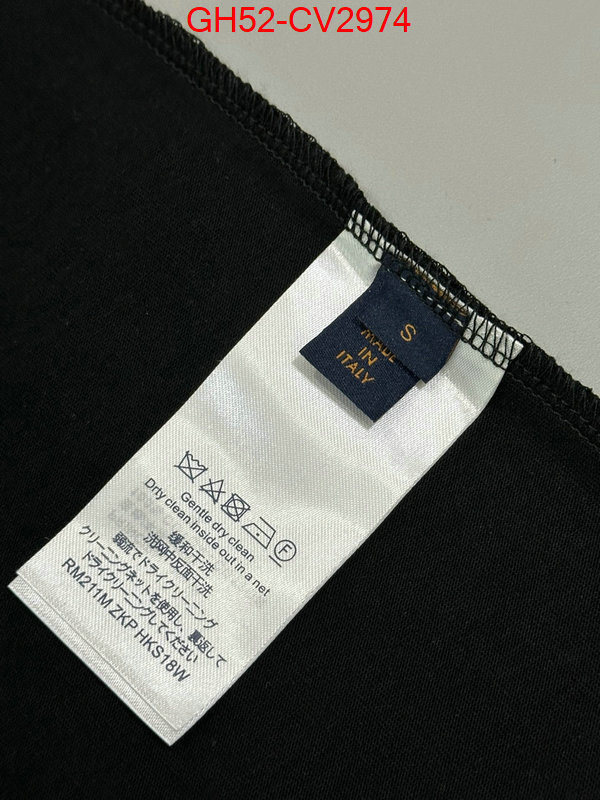 GH52-CV2974
S
MADE
IN
ITALY
Gentle dry clean
Drty clean inside out in a net
缓和干洗
洗网中反面干洗
弱流でドライクリーニング
クリーニングネットを使用し、裏返して
ドライクリーニングしてください
RM211M ZKP HKS18W